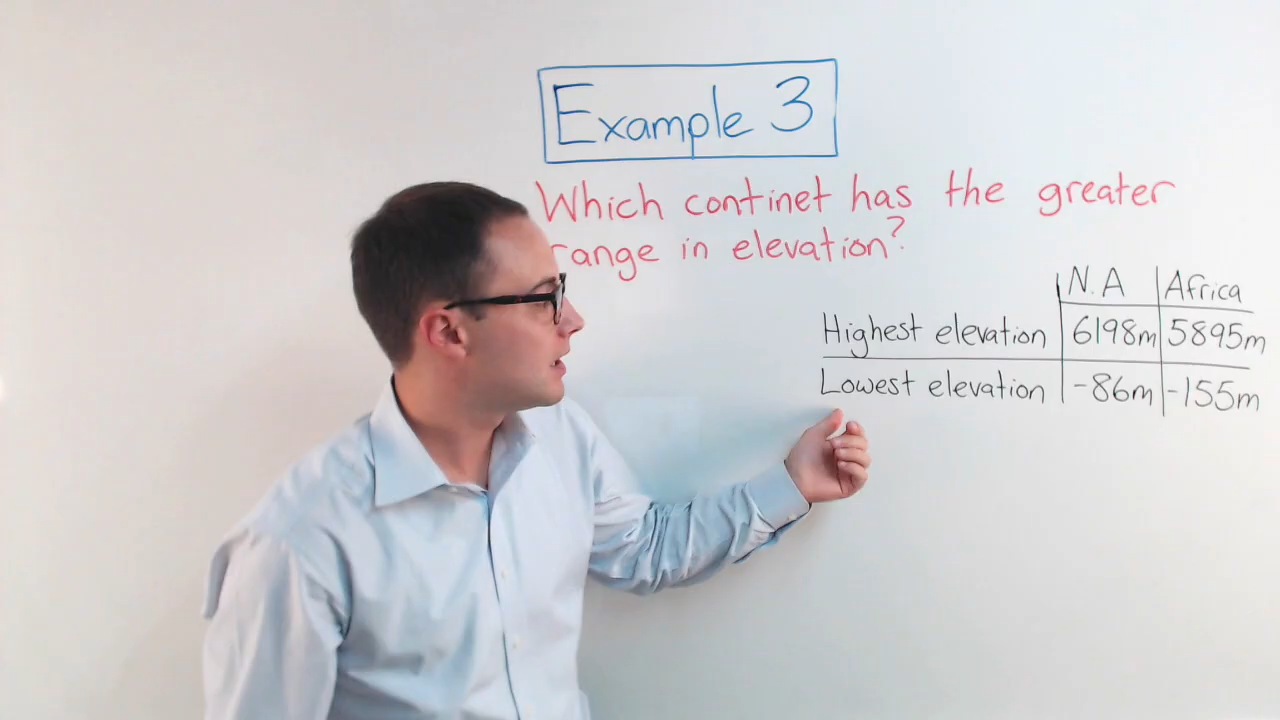 Example 3
Which continet has the greater
range in elevation?
N.A Africa
Highest elevation 6198m 5895m
Lowest elevation -86m -155m